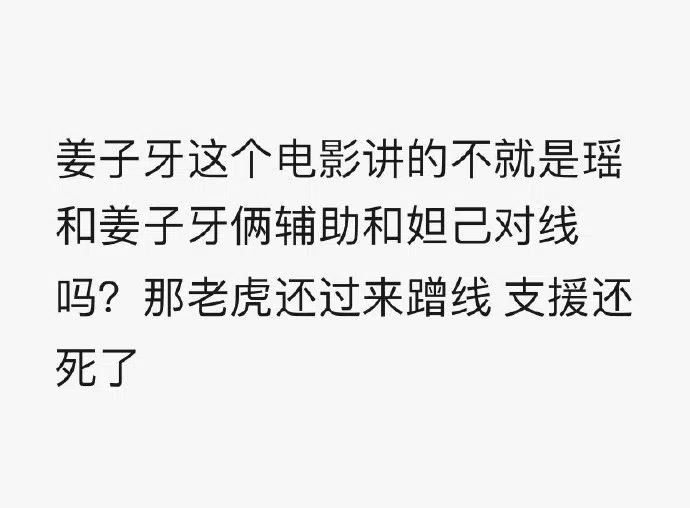 姜子牙这个电影讲的不就是瑶
和姜子牙俩辅助和妲己对线
吗？那老虎还过来蹭线 支援还
死了